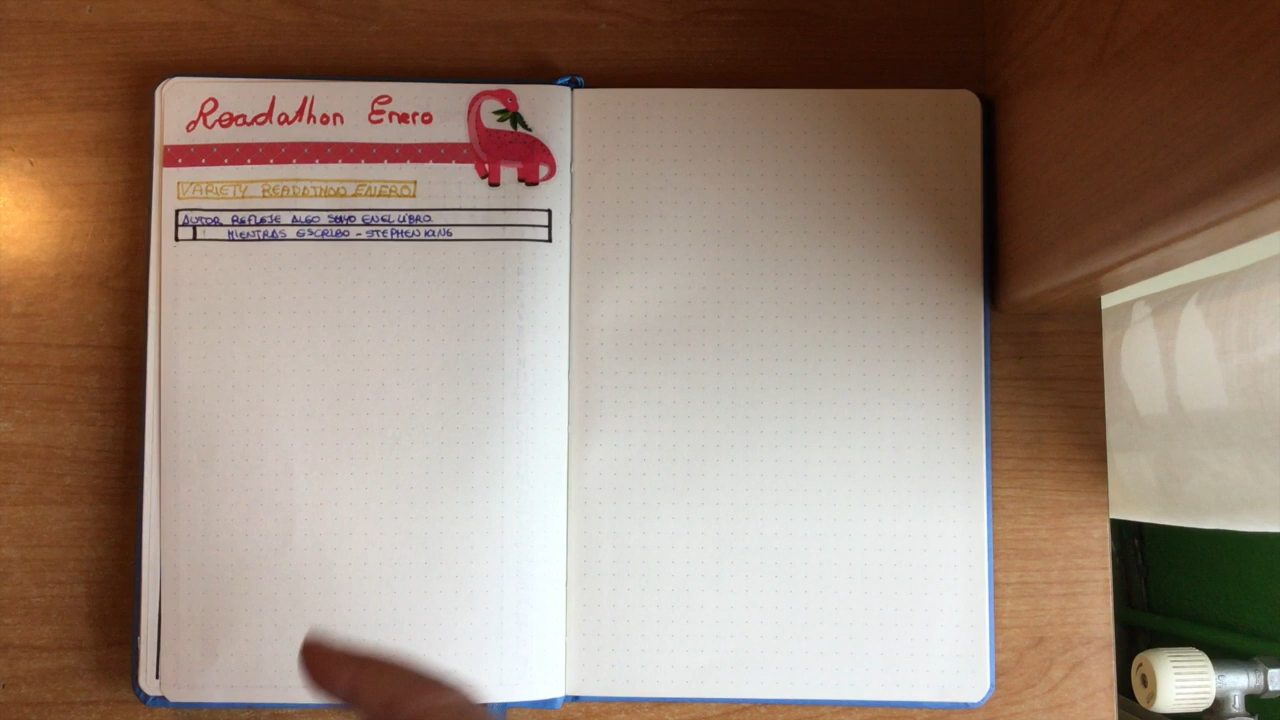 Readathon Enero
VARIETY READATHON ENERO
AUTOR REFLEJE ALGO SUYO EN EL LIBRO.
MIENTRAS ESCRIBO - STEPHEN KING